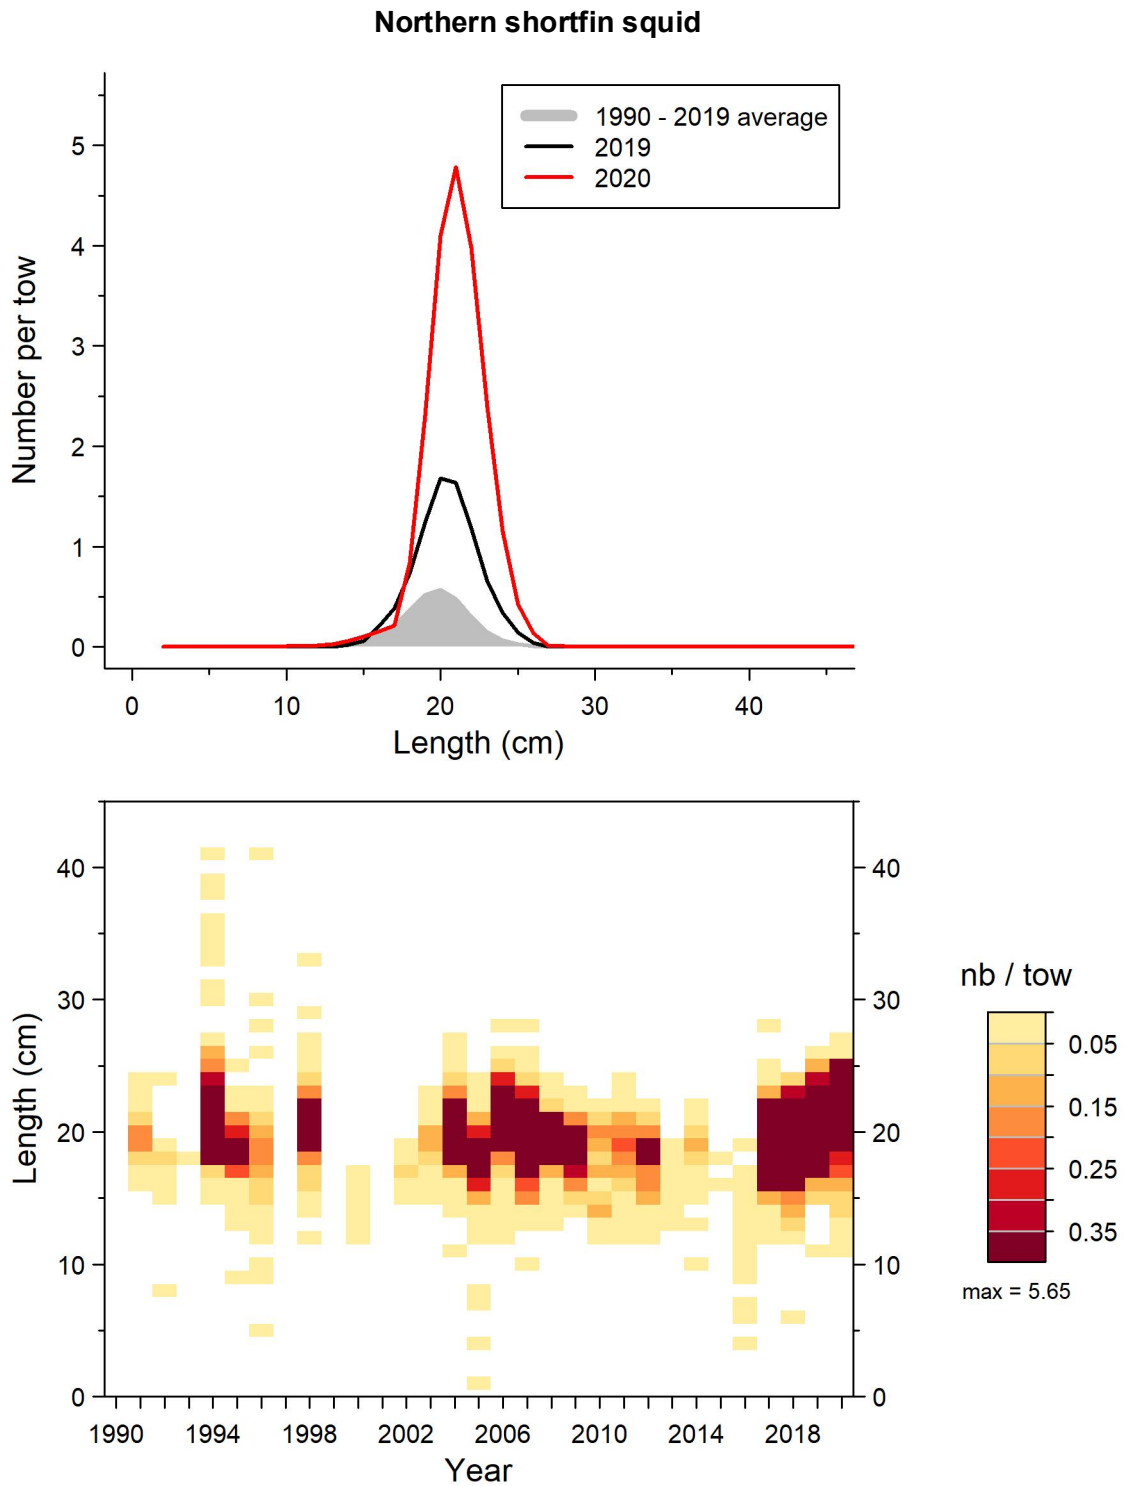 Northern shortfin squid
1990 - 2019 average
2019
2020
Number per tow
5
4
3
2
1
0
0 10 20 30 40
Length (cm)
Length (cm)
40
30
20
10
0
40
30
20
10
0
1990 1994 1998 2002 2006 2010 2014 2018
Year
nb / tow
0.05
0.15
0.25
0.35
max = 5.65